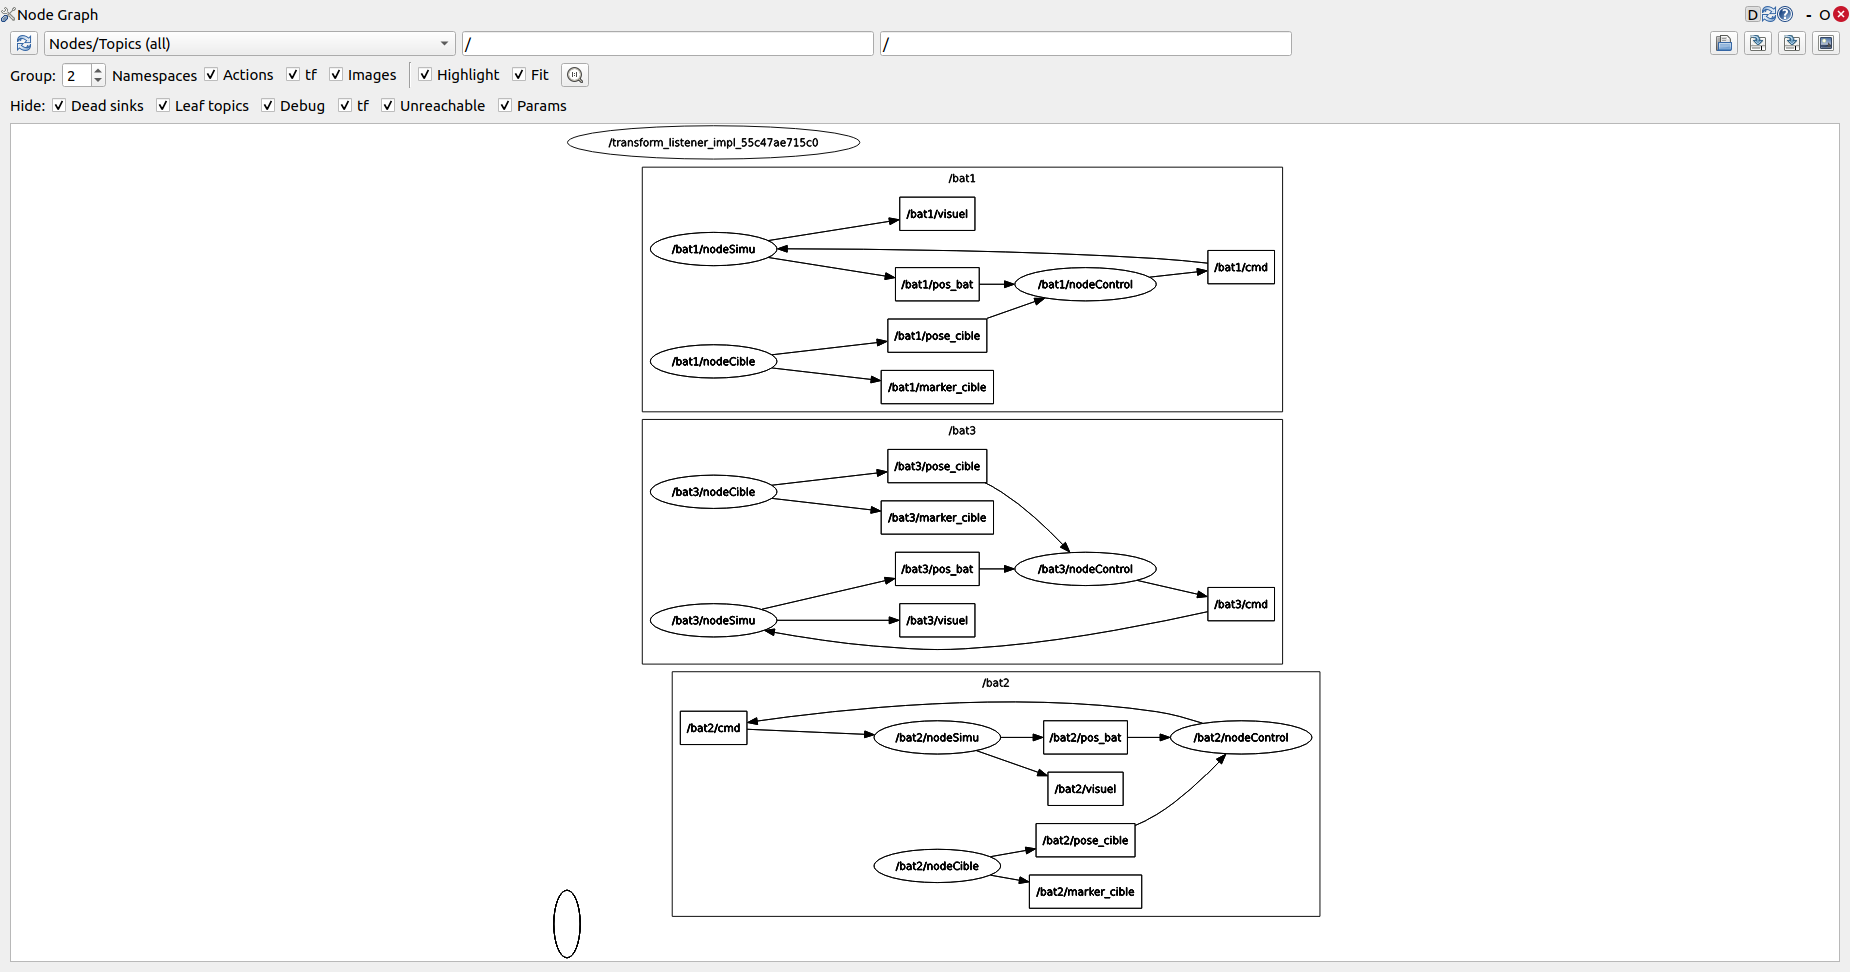 Node Graph
D ? - O
Nodes/Topics (all) / /
Group: 2 Namespaces Actions tf Images Highlight Fit
Hide: Dead sinks Leaf topics Debug tf Unreachable Params
/transform_listener_impl_55c47ae715c0
/bat1
/bat1/visuel
/bat1/nodeSimu
/bat1/cmd
/bat1/pos_bat
/bat1/nodeControl
/bat1/pose_cible
/bat1/nodeCible
/bat1/marker_cible
/bat3
/bat3/pose_cible
/bat3/nodeCible
/bat3/marker_cible
/bat3/pos_bat
/bat3/nodeControl
/bat3/cmd
/bat3/nodeSimu
/bat3/visuel
/bat2
/bat2/cmd
/bat2/nodeSimu
/bat2/pos_bat
/bat2/nodeControl
/bat2/visuel
/bat2/pose_cible
/bat2/nodeCible
/bat2/marker_cible